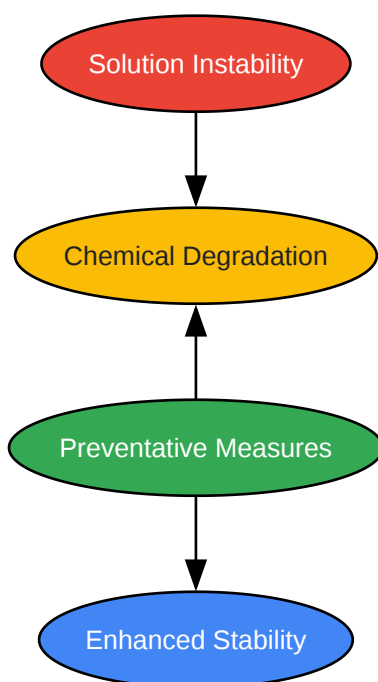 Solution Instability
Chemical Degradation
Preventative Measures
Enhanced Stability